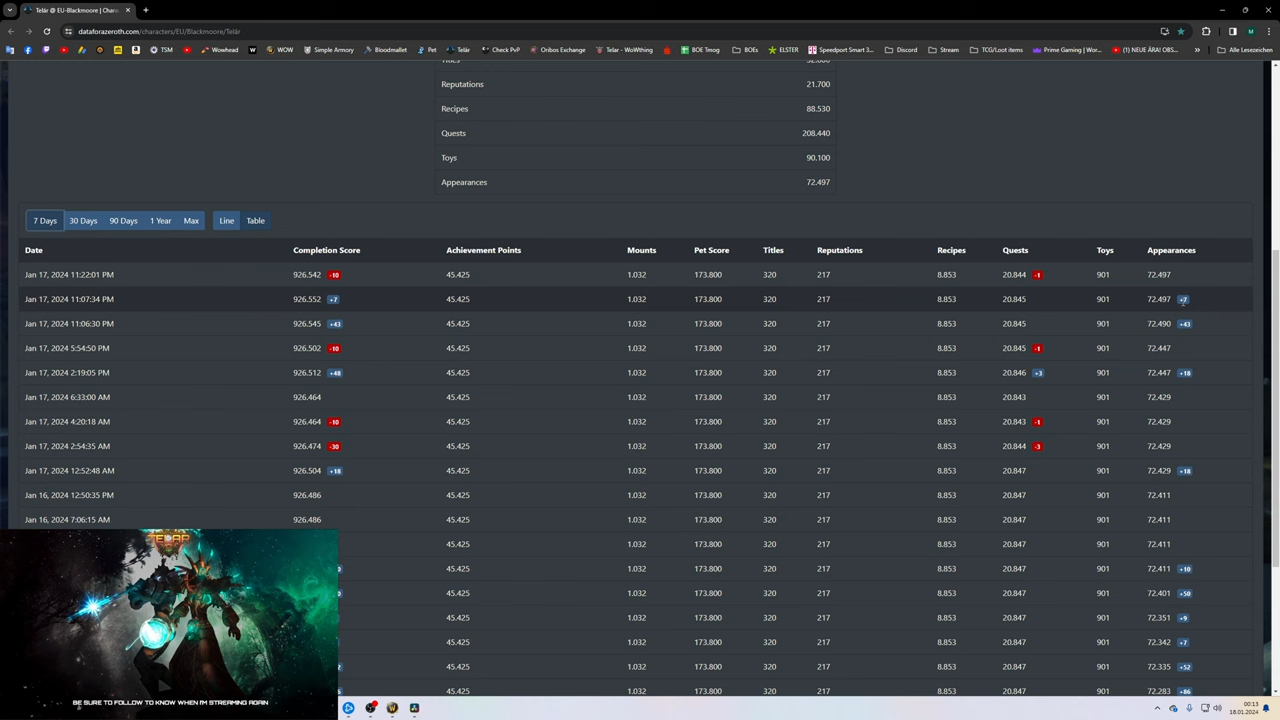 Telâr @ EU-Blackmoore | Chara
dataforazeroth.com/characters/EU/Blackmoore/Telâr
TSM
Wowhead
WOW
Simple Armory
Bloodmallet
Pet
Telâr
Check PvP
Oribos Exchange
Telar - WoWthing
BOE Tmog
BOEs
ELSTER
Speedport Smart 3...
Discord
Stream
TCG/Loot items
Prime Gaming | Wor...
(1) NEUE ÄRA! OBS...
Alle Lesezeichen
Reputations 21.700
Recipes 88.530
Quests 208.440
Toys 90.100
Appearances 72.497
7 Days 30 Days 90 Days 1 Year Max Line Table
Date Completion Score Achievement Points Mounts Pet Score Titles Reputations Recipes Quests Toys Appearances
Jan 17, 2024 11:22:01 PM 926.542 -10 45.425 1.032 173.800 320 217 8.853 20.844 -1 901 72.497
Jan 17, 2024 11:07:34 PM 926.552 +7 45.425 1.032 173.800 320 217 8.853 20.845 901 72.497 +7
Jan 17, 2024 11:06:30 PM 926.545 +43 45.425 1.032 173.800 320 217 8.853 20.845 901 72.490 +43
Jan 17, 2024 5:54:50 PM 926.502 -10 45.425 1.032 173.800 320 217 8.853 20.845 -1 901 72.447
Jan 17, 2024 2:19:05 PM 926.512 +48 45.425 1.032 173.800 320 217 8.853 20.846 +3 901 72.447 +18
Jan 17, 2024 6:33:00 AM 926.464 45.425 1.032 173.800 320 217 8.853 20.843 901 72.429
Jan 17, 2024 4:20:18 AM 926.464 -10 45.425 1.032 173.800 320 217 8.853 20.843 -1 901 72.429
Jan 17, 2024 2:54:35 AM 926.474 -30 45.425 1.032 173.800 320 217 8.853 20.844 -3 901 72.429
Jan 17, 2024 12:52:48 AM 926.504 +18 45.425 1.032 173.800 320 217 8.853 20.847 901 72.429 +18
Jan 16, 2024 12:50:35 PM 926.486 45.425 1.032 173.800 320 217 8.853 20.847 901 72.411
Jan 16, 2024 7:06:15 AM 926.486 45.425 1.032 173.800 320 217 8.853 20.847 901 72.411
45.425 1.032 173.800 320 217 8.853 20.847 901 72.411
45.425 1.032 173.800 320 217 8.853 20.847 901 72.411 +10
45.425 1.032 173.800 320 217 8.853 20.847 901 72.401 +50
45.425 1.032 173.800 320 217 8.853 20.847 901 72.351 +9
45.425 1.032 173.800 320 217 8.853 20.847 901 72.342 +7
45.425 1.032 173.800 320 217 8.853 20.847 901 72.335 +52
45.425 1.032 173.800 320 217 8.853 20.847 901 72.283 +86
TELAR
BE SURE TO FOLLOW TO KNOW WHEN I'M STREAMING AGAIN
00:13
18.01.2024